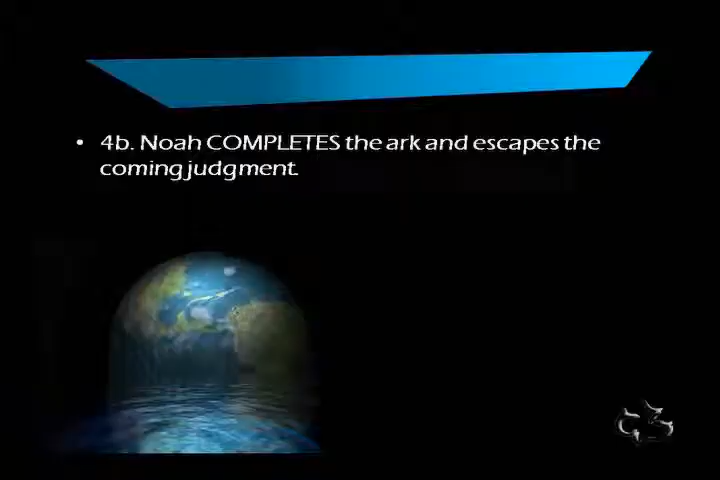 • 4b. Noah COMPLETES the ark and escapes the
coming judgment.